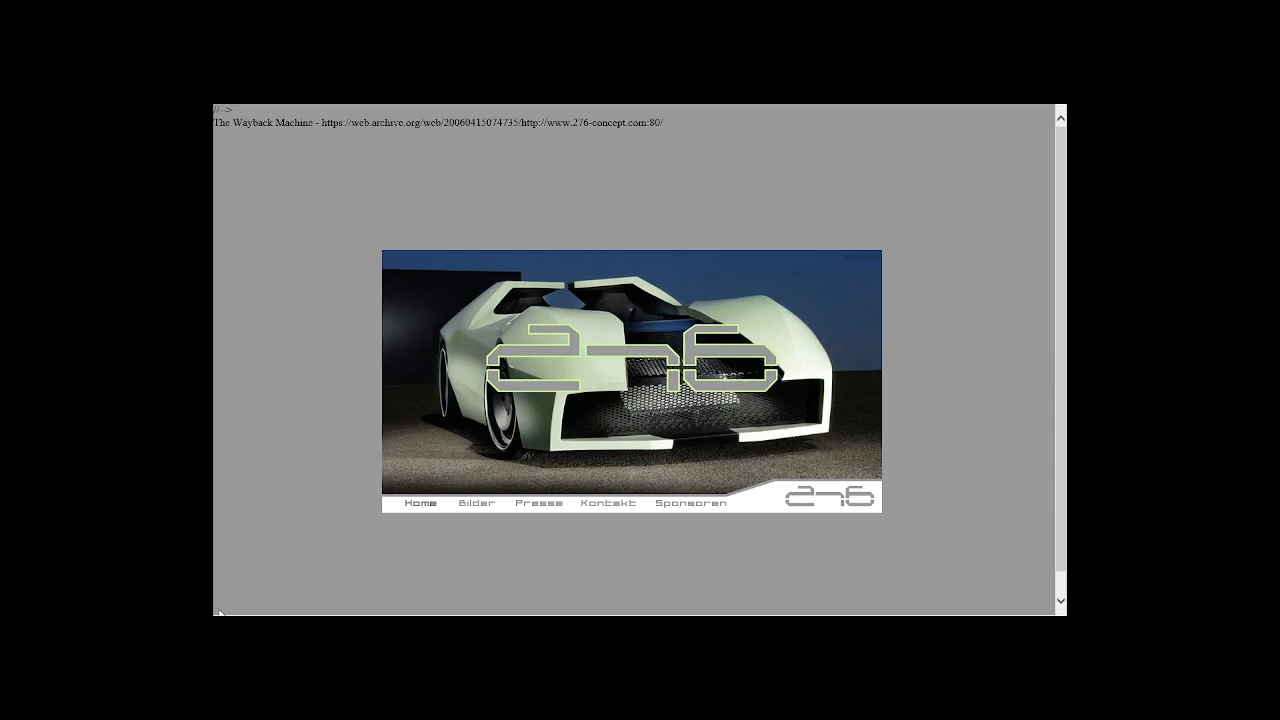 //-->
The Wayback Machine - https://web.archive.org/web/20060415074735/http://www.276-concept.com:80/
276
Home Bilder Presse Kontakt Sponsoren 276